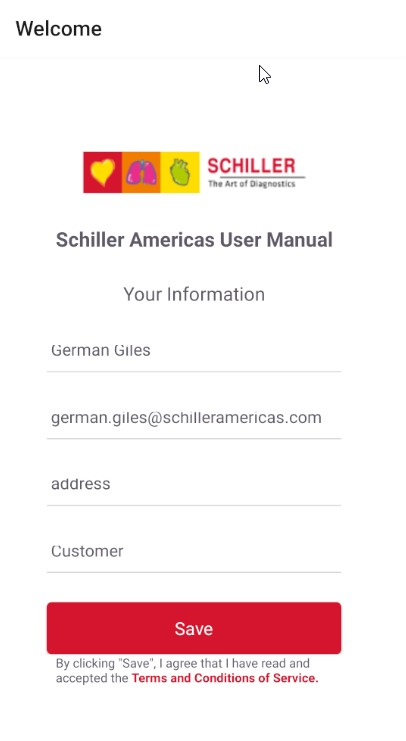 Welcome
SCHILLER
The Art of Diagnostics
Schiller Americas User Manual
Your Information
German Giles
german.giles@schilleramericas.com
address
Customer
Save
By clicking "Save", I agree that I have read and
accepted the Terms and Conditions of Service.